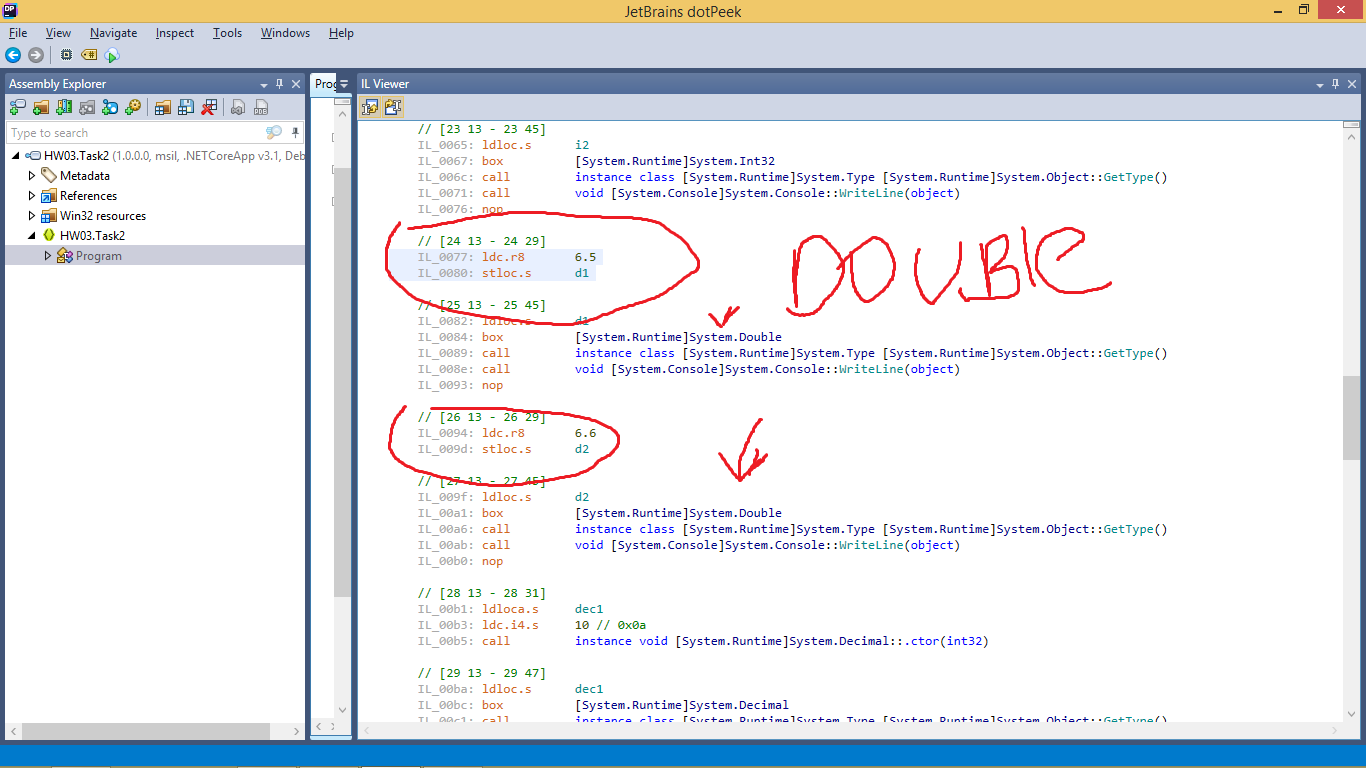 JetBrains dotPeek
File View Navigate Inspect Tools Windows Help
Assembly Explorer
Type to search
HW03.Task2 (1.0.0.0, msil, .NETCoreApp v3.1, Deb
Metadata
References
Win32 resources
HW03.Task2
Program
Prog
IL Viewer
// [23 13 - 23 45]
IL_0065: ldloc.s i2
IL_0067: box [System.Runtime]System.Int32
IL_006c: call instance class [System.Runtime]System.Type [System.Runtime]System.Object::GetType()
IL_0071: call void [System.Console]System.Console::WriteLine(object)
IL_0076: nop
// [24 13 - 24 29]
IL_0077: ldc.r8 6.5
IL_0080: stloc.s d1
DOUBLE
// [25 13 - 25 45]
IL_0082: ldloc.s d1
IL_0084: box [System.Runtime]System.Double
IL_0089: call instance class [System.Runtime]System.Type [System.Runtime]System.Object::GetType()
IL_008e: call void [System.Console]System.Console::WriteLine(object)
IL_0093: nop
// [26 13 - 26 29]
IL_0094: ldc.r8 6.6
IL_009d: stloc.s d2
// [27 13 - 27 45]
IL_009f: ldloc.s d2
IL_00a1: box [System.Runtime]System.Double
IL_00a6: call instance class [System.Runtime]System.Type [System.Runtime]System.Object::GetType()
IL_00ab: call void [System.Console]System.Console::WriteLine(object)
IL_00b0: nop
// [28 13 - 28 31]
IL_00b1: ldloca.s dec1
IL_00b3: ldc.i4.s 10 // 0x0a
IL_00b5: call instance void [System.Runtime]System.Decimal::.ctor(int32)
// [29 13 - 29 47]
IL_00ba: ldloc.s dec1
IL_00bc: box [System.Runtime]System.Decimal
IL_00c1: call instance class [System.Runtime]System.Type [System.Runtime]System.Object::GetType()